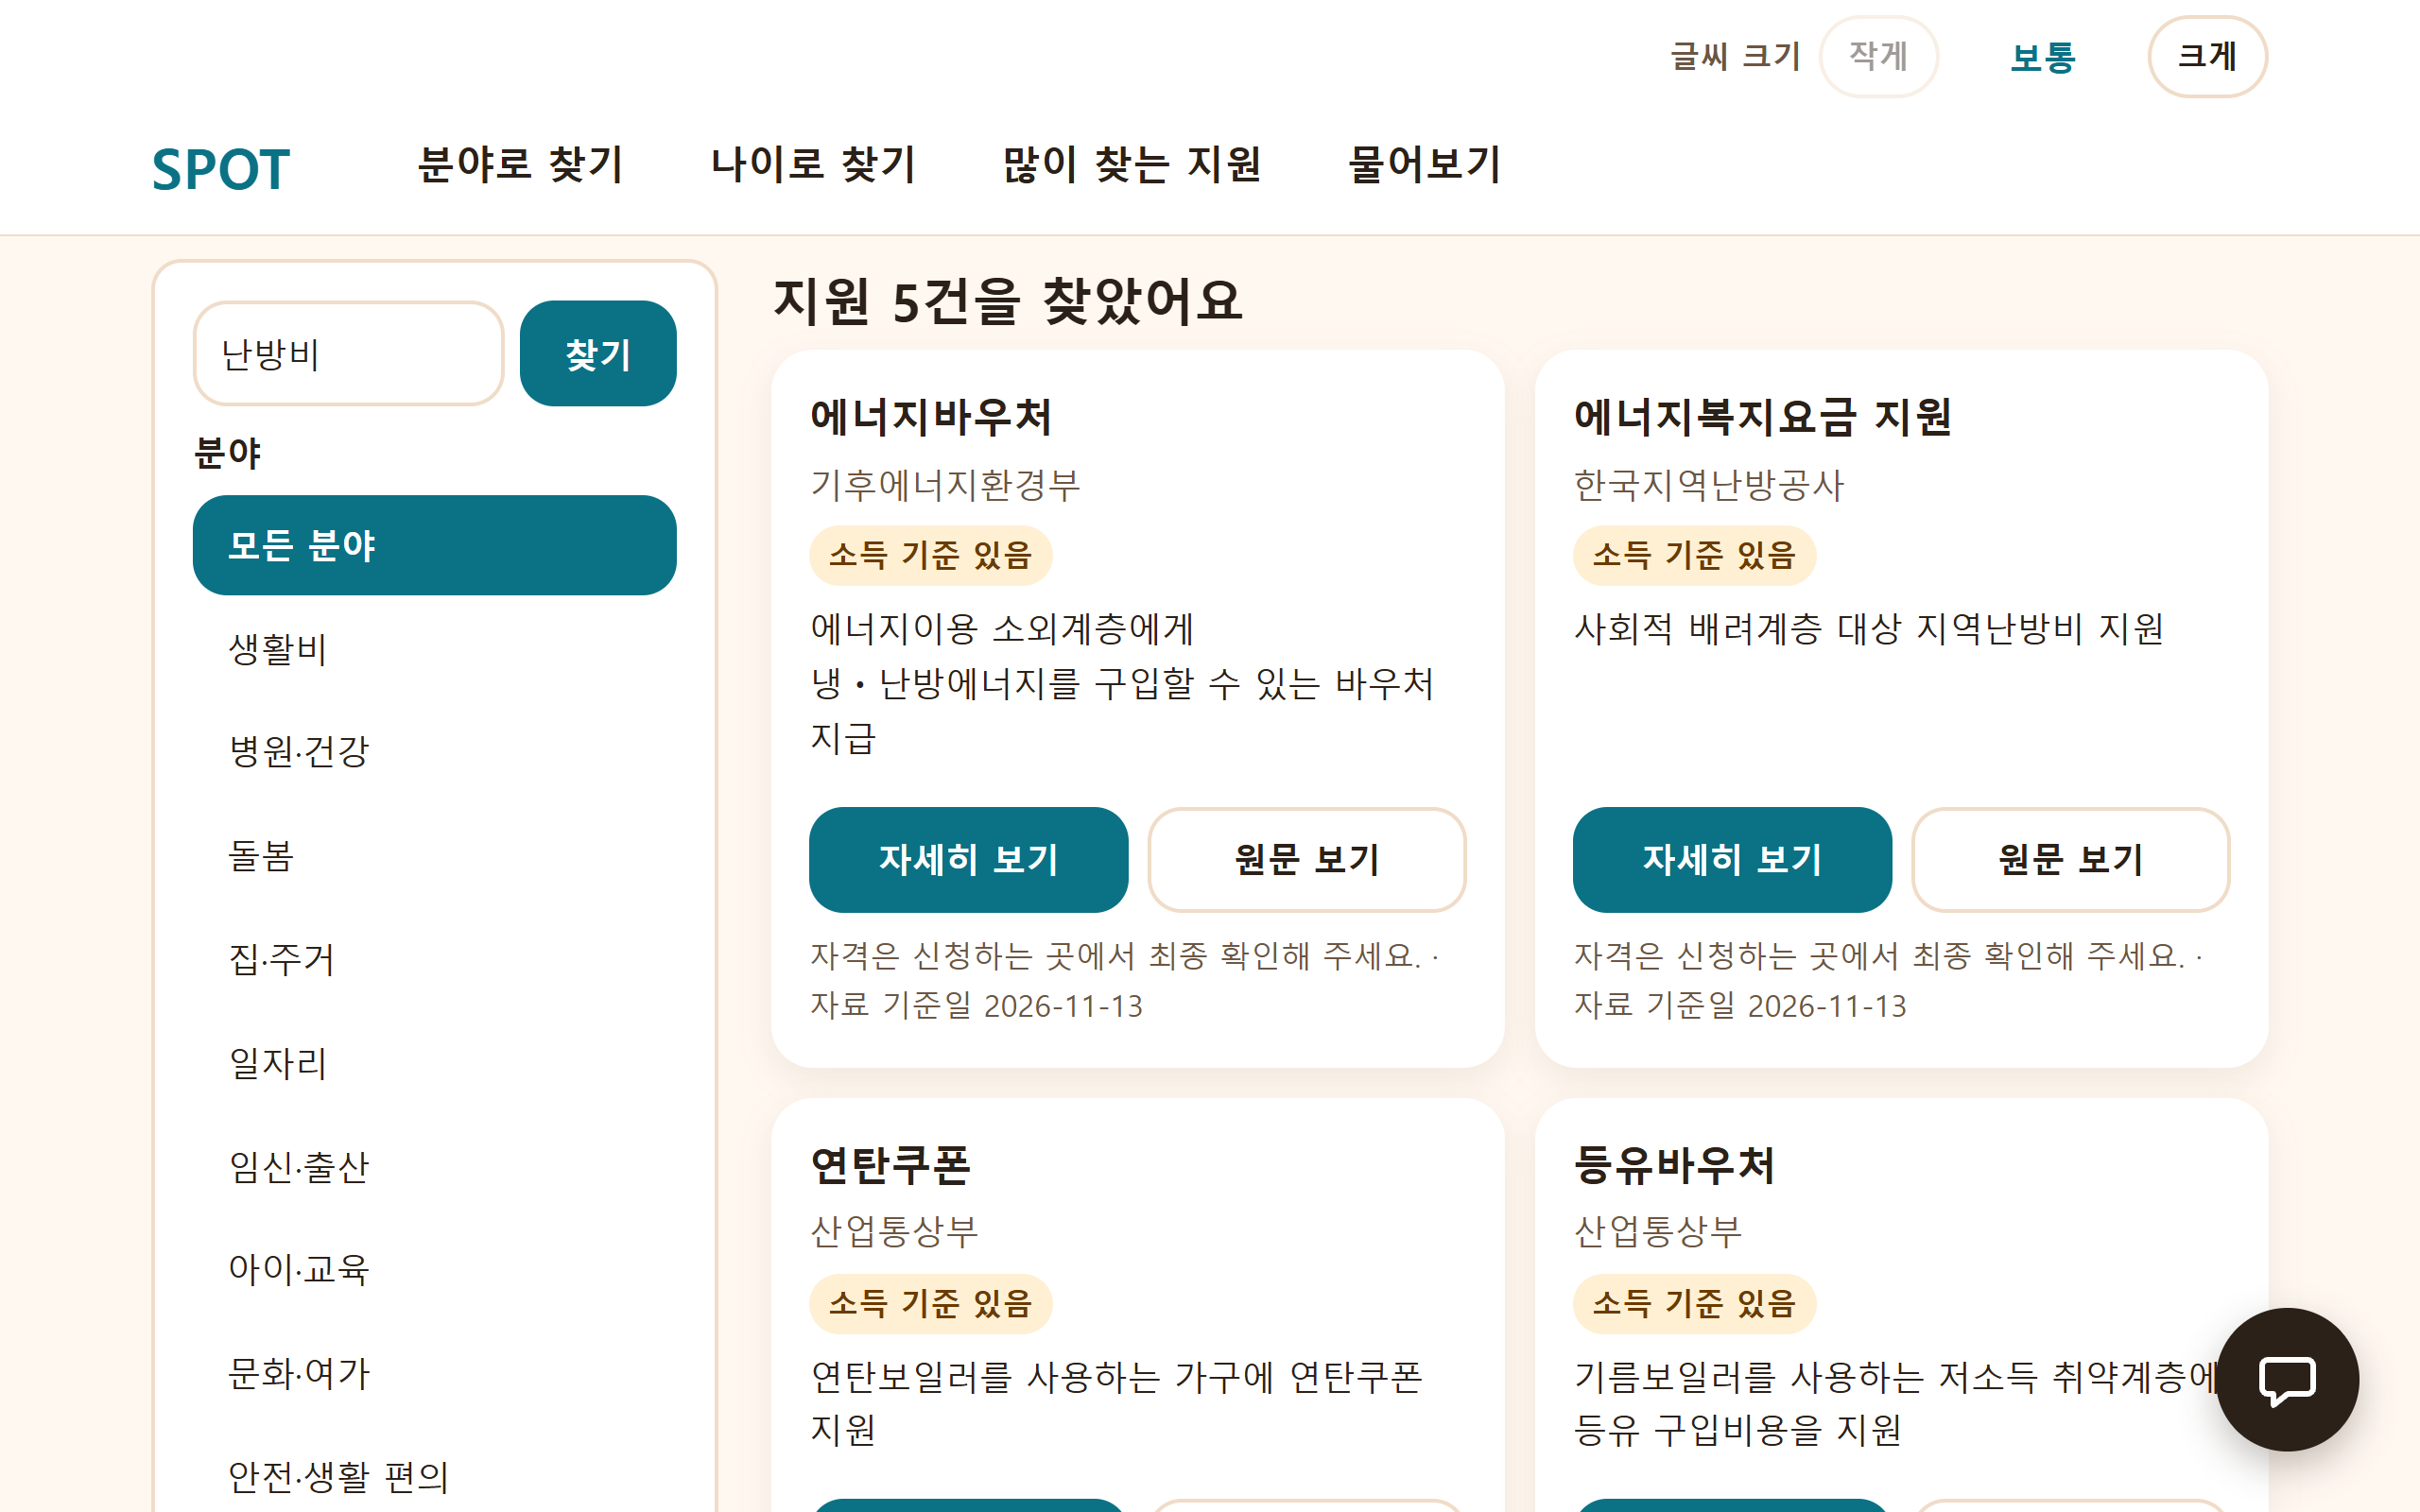 글씨 크기 작게 보통 크게
SPOT 분야로 찾기 나이로 찾기 많이 찾는 지원 물어보기
난방비 찾기
분야
모든 분야
생활비
병원·건강
돌봄
집·주거
일자리
임신·출산
아이·교육
문화·여가
안전·생활 편의
지원 5건을 찾았어요
에너지바우처
기후에너지환경부
소득 기준 있음
에너지이용 소외계층에게
냉·난방에너지를 구입할 수 있는 바우처
지급
자세히 보기 원문 보기
자격은 신청하는 곳에서 최종 확인해 주세요. ·
자료 기준일 2026-11-13
에너지복지요금 지원
한국지역난방공사
소득 기준 있음
사회적 배려계층 대상 지역난방비 지원
자세히 보기 원문 보기
자격은 신청하는 곳에서 최종 확인해 주세요. ·
자료 기준일 2026-11-13
연탄쿠폰
산업통상부
소득 기준 있음
연탄보일러를 사용하는 가구에 연탄쿠폰
지원
등유바우처
산업통상부
소득 기준 있음
기름보일러를 사용하는 저소득 취약계층에
등유 구입비용을 지원